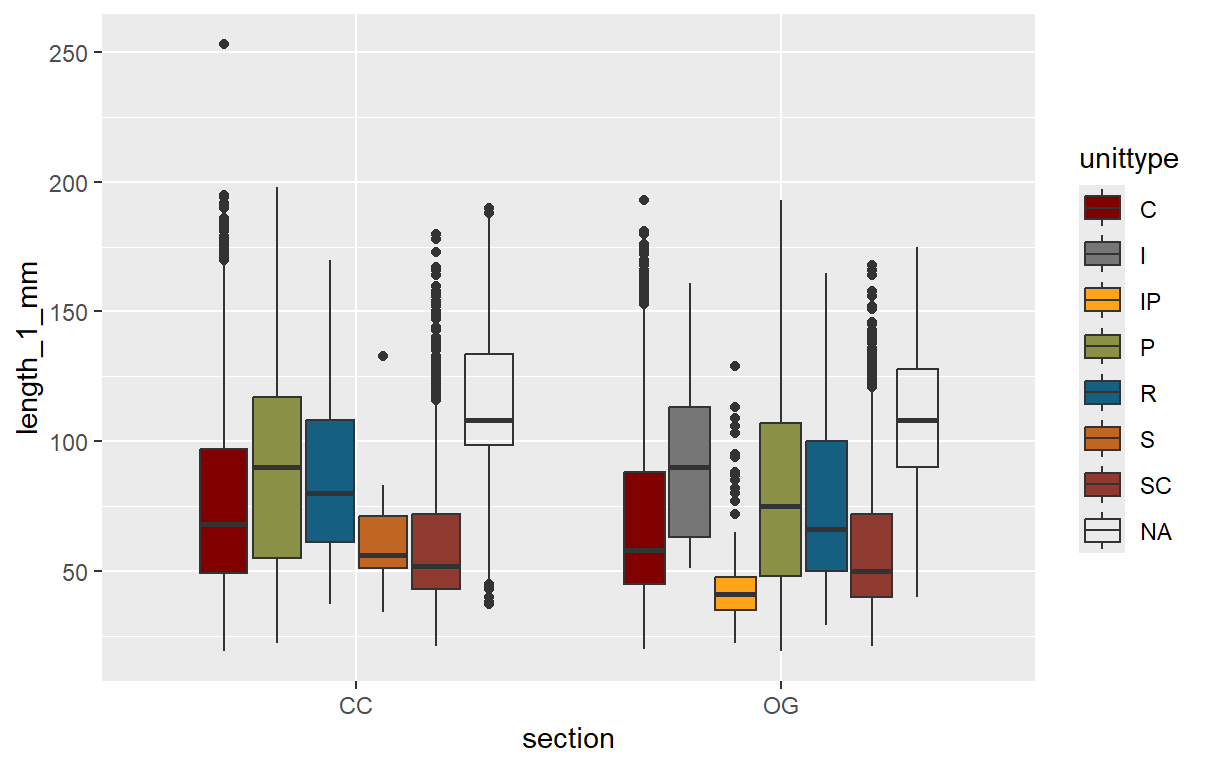 250
200
150
100
50
length_1_mm
CC
OG
section
unittype
C
I
IP
P
R
S
SC
NA